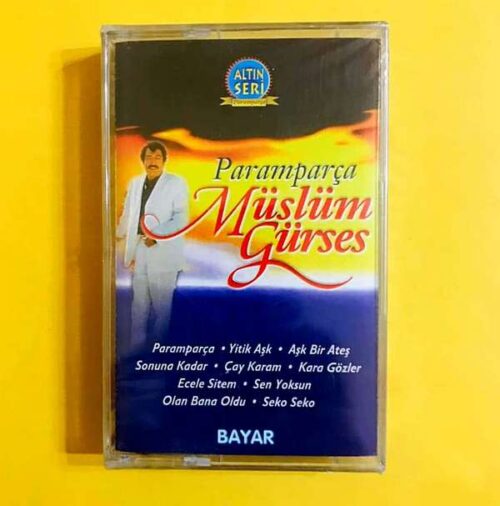 ALTIN
SERİ
Paramparça
Paramparça
Müslüm
Gürses
Paramparça • Yitik Aşk • Aşk Bir Ateş
Sonuna Kadar • Çay Karam • Kara Gözler
Ecele Sitem • Sen Yoksun
Olan Bana Oldu • Seko Seko
BAYAR